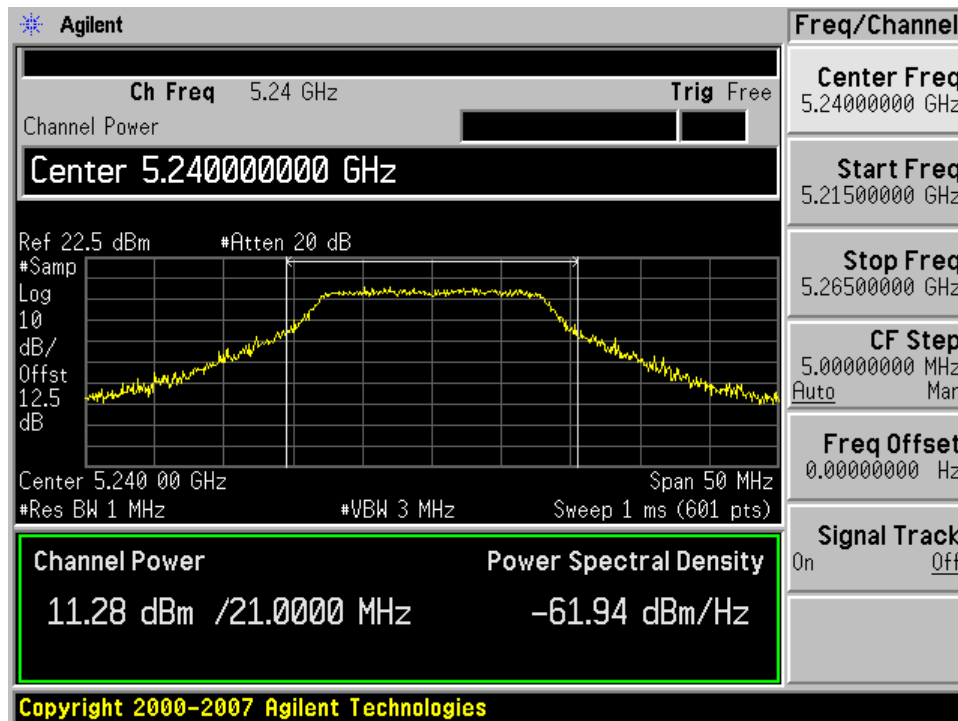 Agilent
Ch Freq 5.24 GHz Trig Free
Channel Power
Center 5.240000000 GHz
Ref 22.5 dBm #Atten 20 dB
#Samp
Log
10
dB/
Offst
12.5
dB
Center 5.240 00 GHz Span 50 MHz
#Res BW 1 MHz #VBW 3 MHz Sweep 1 ms (601 pts)
Channel Power Power Spectral Density
11.28 dBm /21.0000 MHz -61.94 dBm/Hz
Copyright 2000-2007 Agilent Technologies
Freq/Channel
Center Freq
5.24000000 GHz
Start Freq
5.21500000 GHz
Stop Freq
5.26500000 GHz
CF Step
5.00000000 MHz
Auto Man
Freq Offset
0.00000000 Hz
Signal Track
On Off